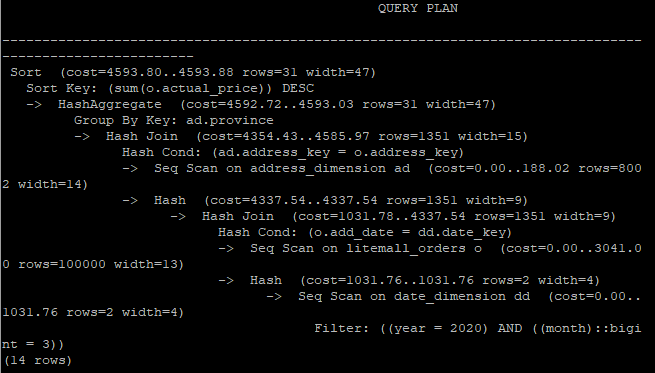 QUERY PLAN
--------------------------------------------------------------------------------
------------------------
Sort  (cost=4593.80..4593.88 rows=31 width=47)
Sort Key: (sum(o.actual_price)) DESC
->  HashAggregate  (cost=4592.72..4593.03 rows=31 width=47)
Group By Key: ad.province
->  Hash Join  (cost=4354.43..4585.97 rows=1351 width=15)
Hash Cond: (ad.address_key = o.address_key)
->  Seq Scan on address_dimension ad  (cost=0.00..188.02 rows=800
2 width=14)
->  Hash  (cost=4337.54..4337.54 rows=1351 width=9)
->  Hash Join  (cost=1031.78..4337.54 rows=1351 width=9)
Hash Cond: (o.add_date = dd.date_key)
->  Seq Scan on litemall_orders o  (cost=0.00..3041.0
0 rows=100000 width=13)
->  Hash  (cost=1031.76..1031.76 rows=2 width=4)
->  Seq Scan on date_dimension dd  (cost=0.00..
1031.76 rows=2 width=4)
Filter: ((year = 2020) AND ((month)::bigi
nt = 3))
(14 rows)